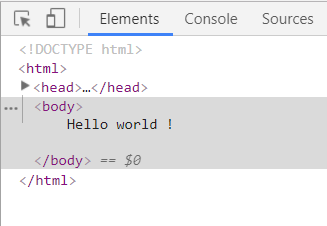 Elements Console Sources
<!DOCTYPE html>
<html>
<head>…</head>
<body>
Hello world !
</body> == $0
</html>